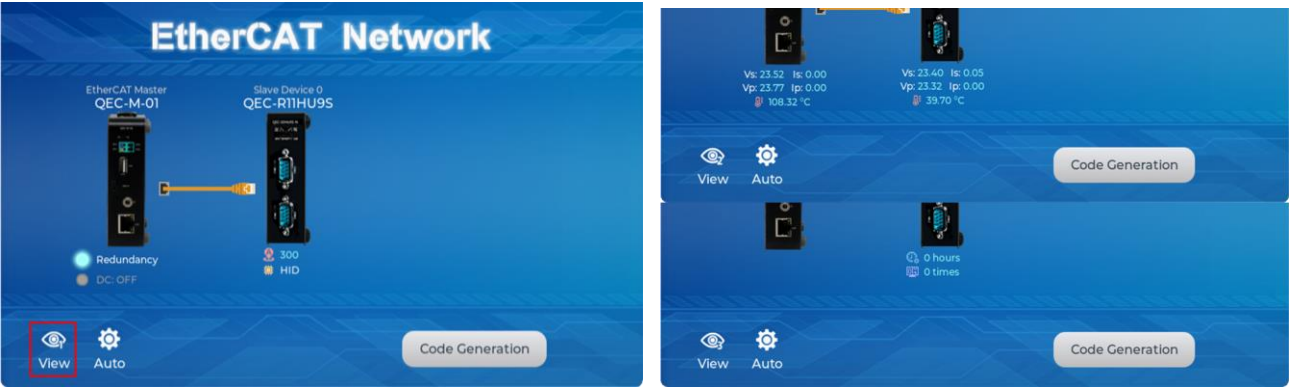 EtherCAT Network
EtherCAT Master
QEC-M-01
Slave Device 0
QEC-R11HU9S
Redundancy
DC: OFF
300
HID
View
Auto
Code Generation
Vs: 23.52 Is: 0.00
Vp: 23.77 Ip: 0.00
108.32 °C
Vs: 23.40 Is: 0.05
Vp: 23.32 Ip: 0.00
39.70 °C
View
Auto
Code Generation
0 hours
0 times
View
Auto
Code Generation